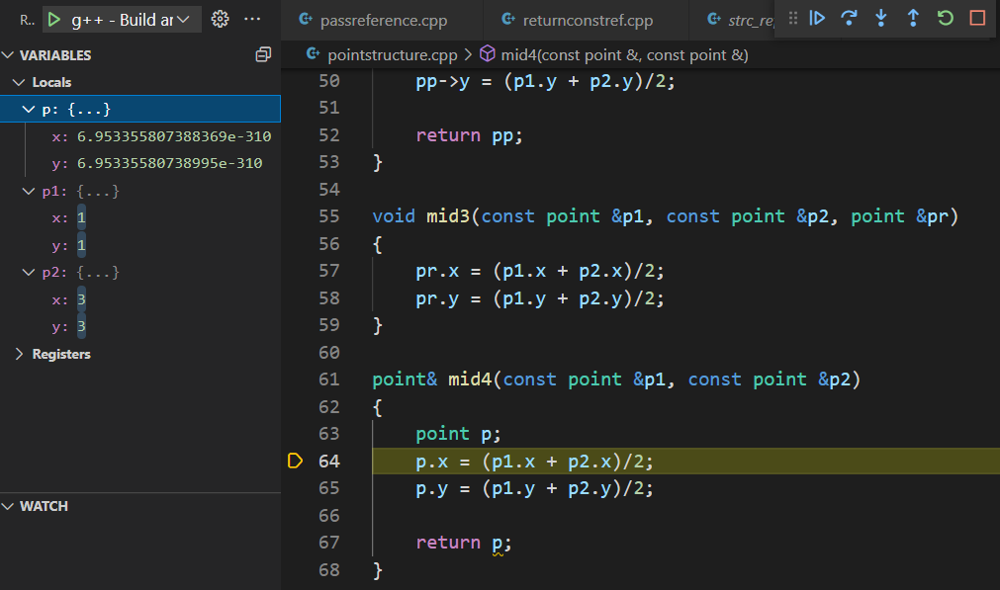 R.. g++ - Build ar
VARIABLES
Locals
p: {...}
x: 6.953355807388369e-310
y: 6.95335580738995e-310
p1: {...}
x: 1
y: 1
p2: {...}
x: 3
y: 3
Registers
WATCH
passreference.cpp returnconstref.cpp strc_re
pointstructure.cpp > mid4(const point &, const point &)
50 pp->y = (p1.y + p2.y)/2;
51
52 return pp;
53 }
54
55 void mid3(const point &p1, const point &p2, point &pr)
56 {
57 pr.x = (p1.x + p2.x)/2;
58 pr.y = (p1.y + p2.y)/2;
59 }
60
61 point& mid4(const point &p1, const point &p2)
62 {
63 point p;
64 p.x = (p1.x + p2.x)/2;
65 p.y = (p1.y + p2.y)/2;
66
67 return p;
68 }